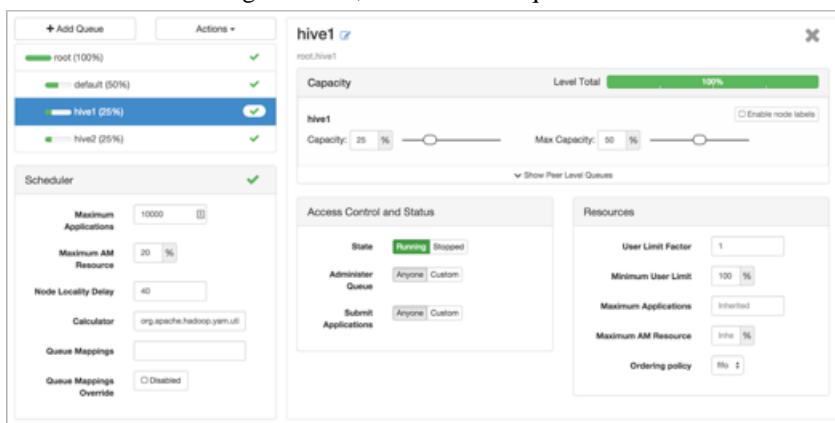 + Add Queue
Actions
root (100%)
default (50%)
hive1 (25%)
hive2 (25%)
Scheduler
Maximum Applications
10000
Maximum AM Resource
20 %
Node Locality Delay
40
Calculator
org.apache.hadoop.yarn.util
Queue Mappings
Queue Mappings Override
Disabled
hive1
root.hive1
Capacity
Level Total
100%
hive1
Enable node labels
Capacity: 25 %
Max Capacity: 50 %
Show Peer Level Queues
Access Control and Status
State
Running Stopped
Administer Queue
Anyone Custom
Submit Applications
Anyone Custom
Resources
User Limit Factor
1
Minimum User Limit
100 %
Maximum Applications
Inherited
Maximum AM Resource
Inhe %
Ordering policy
fifo